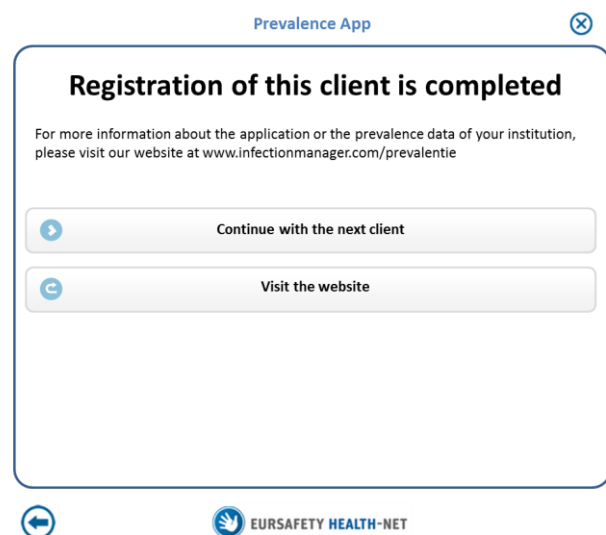 Prevalence App
Registration of this client is completed
For more information about the application or the prevalence data of your institution,
please visit our website at www.infectionmanager.com/prevalentie
Continue with the next client
Visit the website
EURSAFETY HEALTH-NET